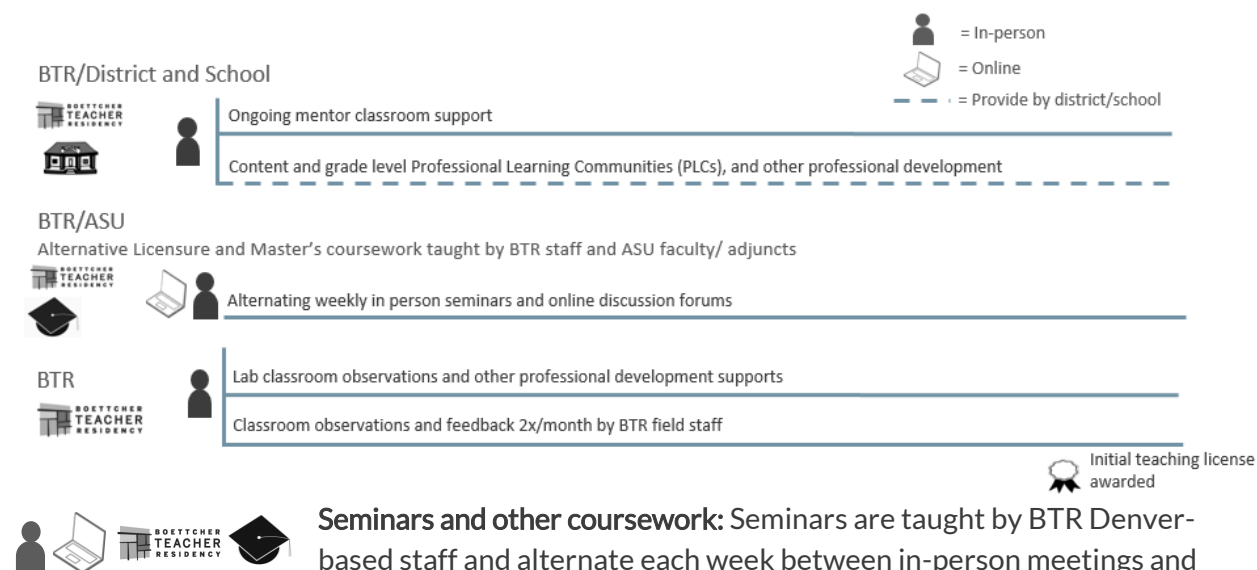 = In-person
= Online
= Provide by district/school
BTR/District and School
BOETTCHER
TEACHER
RESIDENCY
Ongoing mentor classroom support
Content and grade level Professional Learning Communities (PLCs), and other professional development
BTR/ASU
Alternative Licensure and Master's coursework taught by BTR staff and ASU faculty/ adjuncts
BOETTCHER
TEACHER
RESIDENCY
Alternating weekly in person seminars and online discussion forums
BTR
BOETTCHER
TEACHER
RESIDENCY
Lab classroom observations and other professional development supports
Classroom observations and feedback 2x/month by BTR field staff
Initial teaching license
awarded
BOETTCHER
TEACHER
RESIDENCY
Seminars and other coursework: Seminars are taught by BTR Denver-
based staff and alternate each week between in-person meetings and